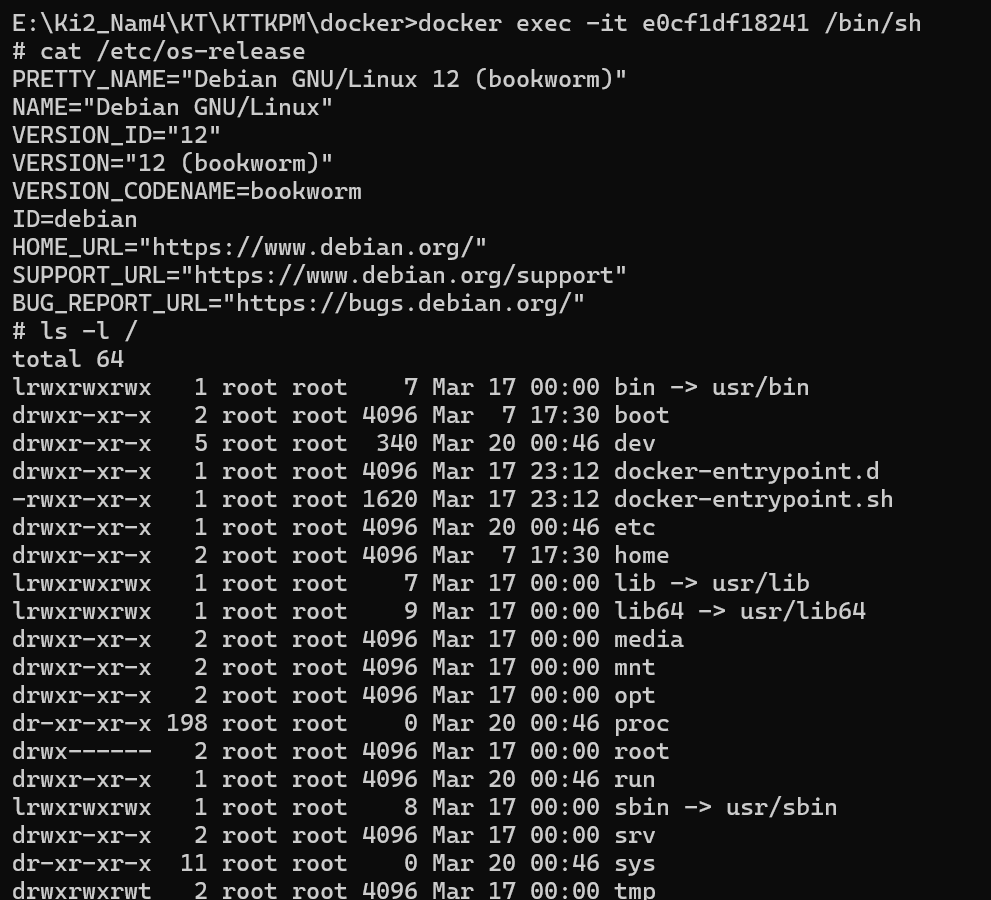 E:\Ki2_Nam4\KT\KTTKPM\docker>docker exec -it e0cf1df18241 /bin/sh
# cat /etc/os-release
PRETTY_NAME="Debian GNU/Linux 12 (bookworm)"
NAME="Debian GNU/Linux"
VERSION_ID="12"
VERSION="12 (bookworm)"
VERSION_CODENAME=bookworm
ID=debian
HOME_URL="https://www.debian.org/"
SUPPORT_URL="https://www.debian.org/support"
BUG_REPORT_URL="https://bugs.debian.org/"
# ls -l /
total 64
lrwxrwxrwx   1 root root    7 Mar 17 00:00 bin -> usr/bin
drwxr-xr-x   2 root root 4096 Mar  7 17:30 boot
drwxr-xr-x   5 root root  340 Mar 20 00:46 dev
drwxr-xr-x   1 root root 4096 Mar 17 23:12 docker-entrypoint.d
-rwxr-xr-x   1 root root 1620 Mar 17 23:12 docker-entrypoint.sh
drwxr-xr-x   1 root root 4096 Mar 20 00:46 etc
drwxr-xr-x   2 root root 4096 Mar  7 17:30 home
lrwxrwxrwx   1 root root    7 Mar 17 00:00 lib -> usr/lib
lrwxrwxrwx   1 root root    9 Mar 17 00:00 lib64 -> usr/lib64
drwxr-xr-x   2 root root 4096 Mar 17 00:00 media
drwxr-xr-x   2 root root 4096 Mar 17 00:00 mnt
drwxr-xr-x   2 root root 4096 Mar 17 00:00 opt
dr-xr-xr-x 198 root root    0 Mar 20 00:46 proc
drwx------   2 root root 4096 Mar 17 00:00 root
drwxr-xr-x   1 root root 4096 Mar 20 00:46 run
lrwxrwxrwx   1 root root    8 Mar 17 00:00 sbin -> usr/sbin
drwxr-xr-x   2 root root 4096 Mar 17 00:00 srv
dr-xr-xr-x  11 root root    0 Mar 20 00:46 sys
drwxrwxrwt   2 root root 4096 Mar 17 00:00 tmp